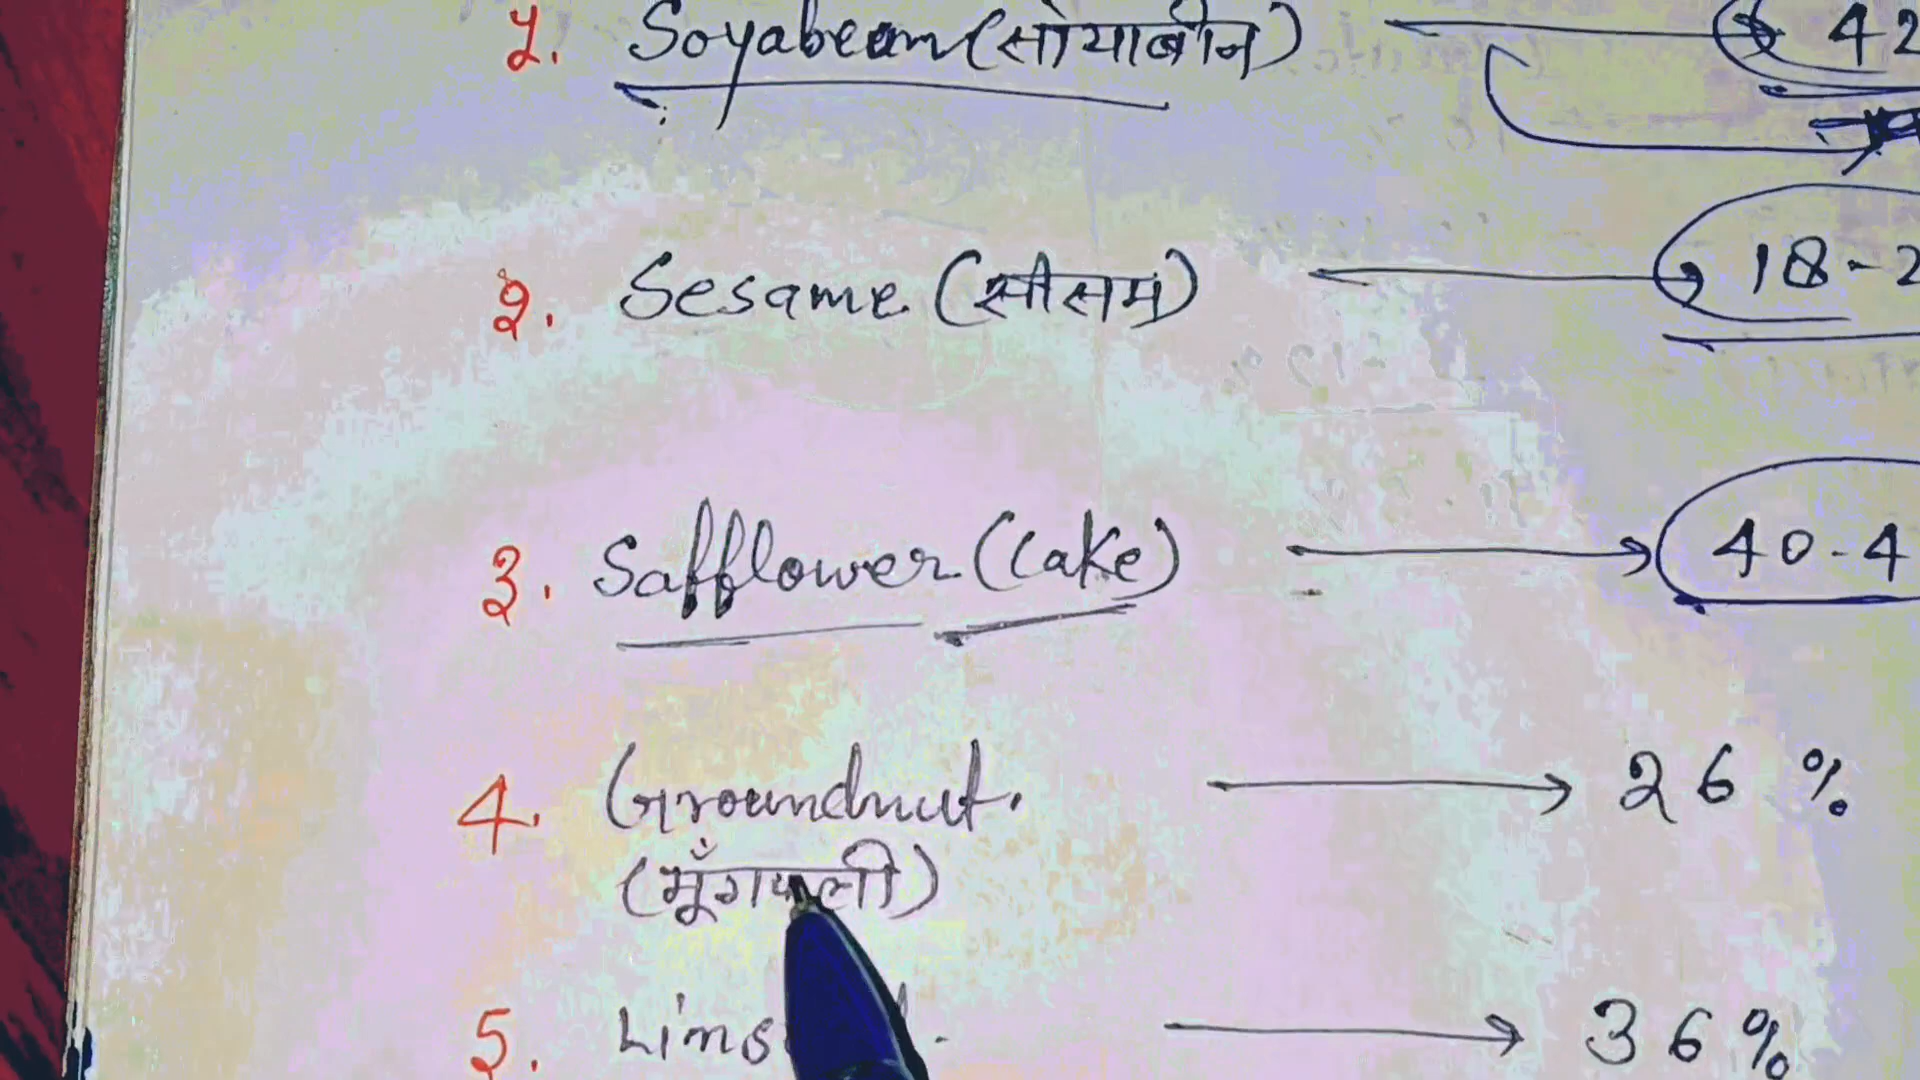 1. Soyabean (सोयाबीन) 42
2. Sesame (सीसम) 18-2
3. Safflower (Cake) 40-4
4. Groundnut. 26 %
(मूँगफली)
5. 36 %